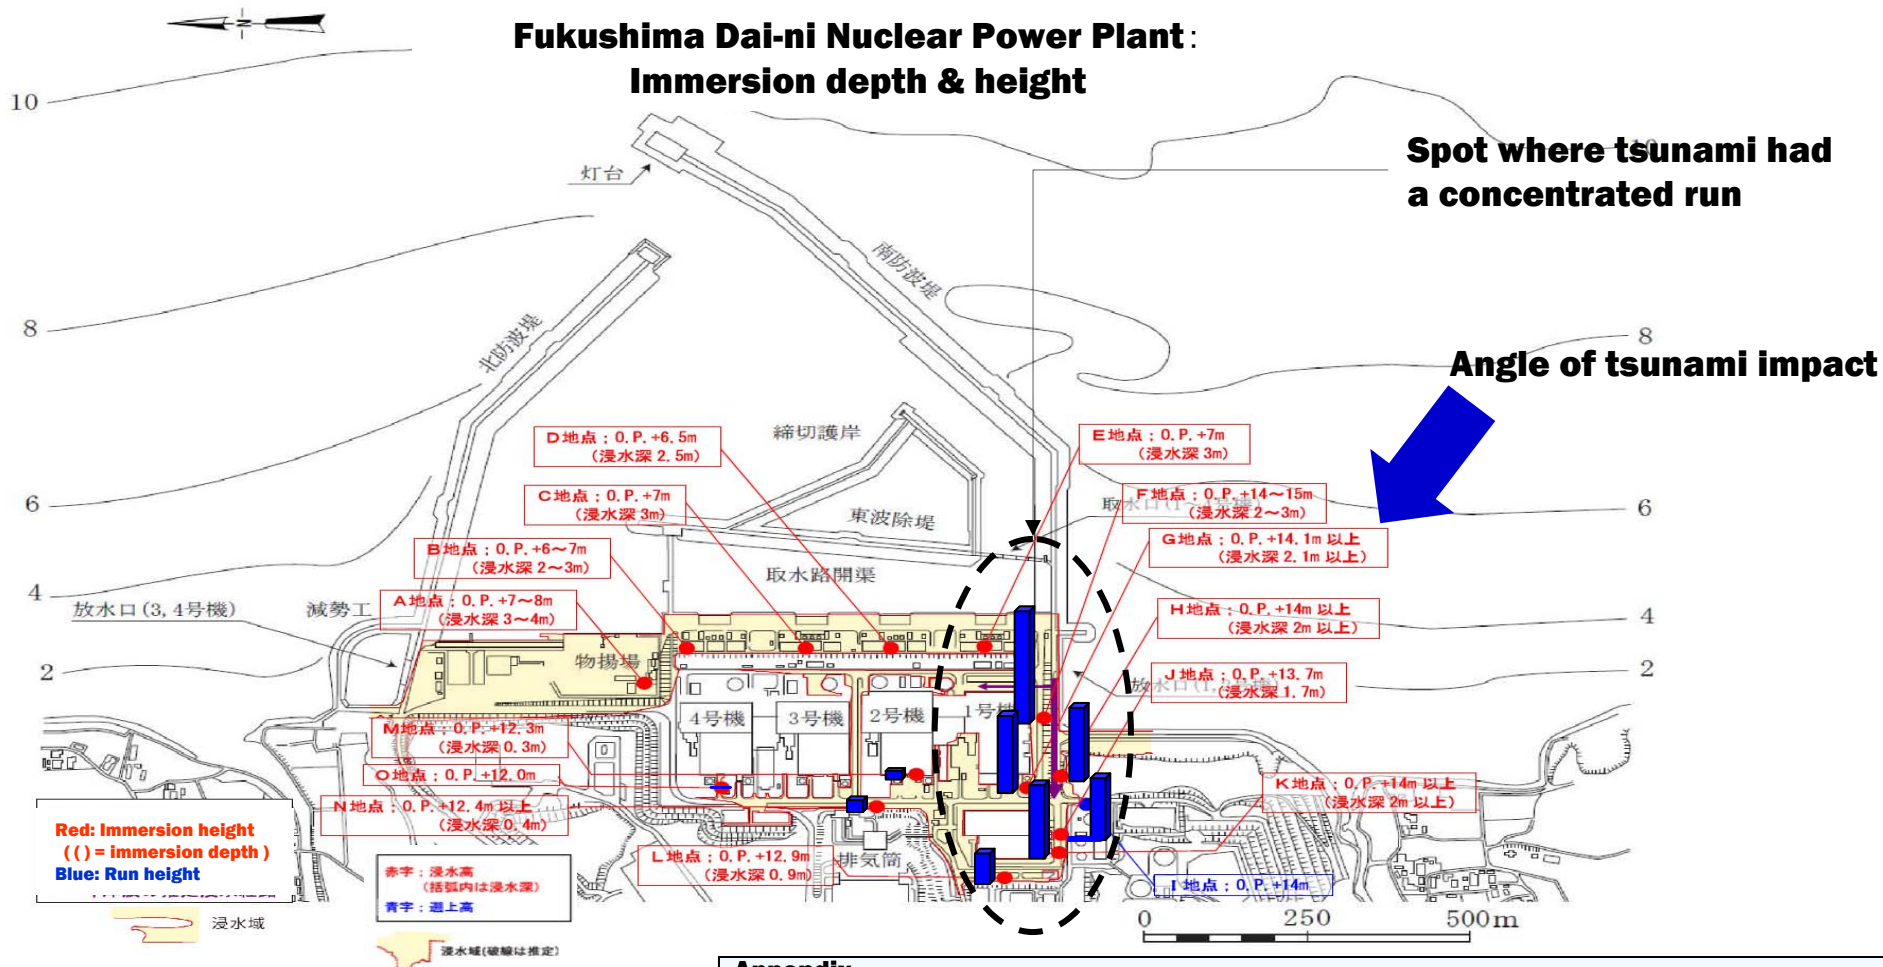 N
Fukushima Dai-ni Nuclear Power Plant:
Immersion depth & height
10
10
Spot where tsunami had
a concentrated run
灯台
南防波堤
北防波堤
8
8
Angle of tsunami impact
D地点；O.P.+6.5m
(浸水深 2.5m)
締切護岸
E地点；O.P.+7m
(浸水深 3m)
C地点；O.P.+7m
(浸水深 3m)
東波除堤
F地点；O.P.+14～15m
(浸水深 2～3m)
6
6
G地点；O.P.+14.1m 以上
(浸水深 2.1m 以上)
B地点；O.P.+6～7m
(浸水深 2～3m)
取水路開渠
4
放水口(3,4号機)
減勢工
A地点；O.P.+7～8m
(浸水深 3～4m)
H地点；O.P.+14m 以上
(浸水深 2m 以上)
4
2
物揚場
J地点；O.P.+13.7m
(浸水深 1.7m)
2
4号機
3号機
2号機
1号機
M地点；O.P.+12.3m
(浸水深 0.3m)
O地点；O.P.+12.0m
N地点；O.P.+12.4m 以上
(浸水深 0.4m)
K地点；O.P.+14m 以上
(浸水深 2m 以上)
L地点；O.P.+12.9m
(浸水深 0.9m)
排気筒
I地点；O.P.+14m
Red: Immersion height
( () = immersion depth )
Blue: Run height
赤字：浸水高
(括弧内は浸水深)
青字：遡上高
浸水域
浸水域(破線は推定)
0 250 500m
Appendix